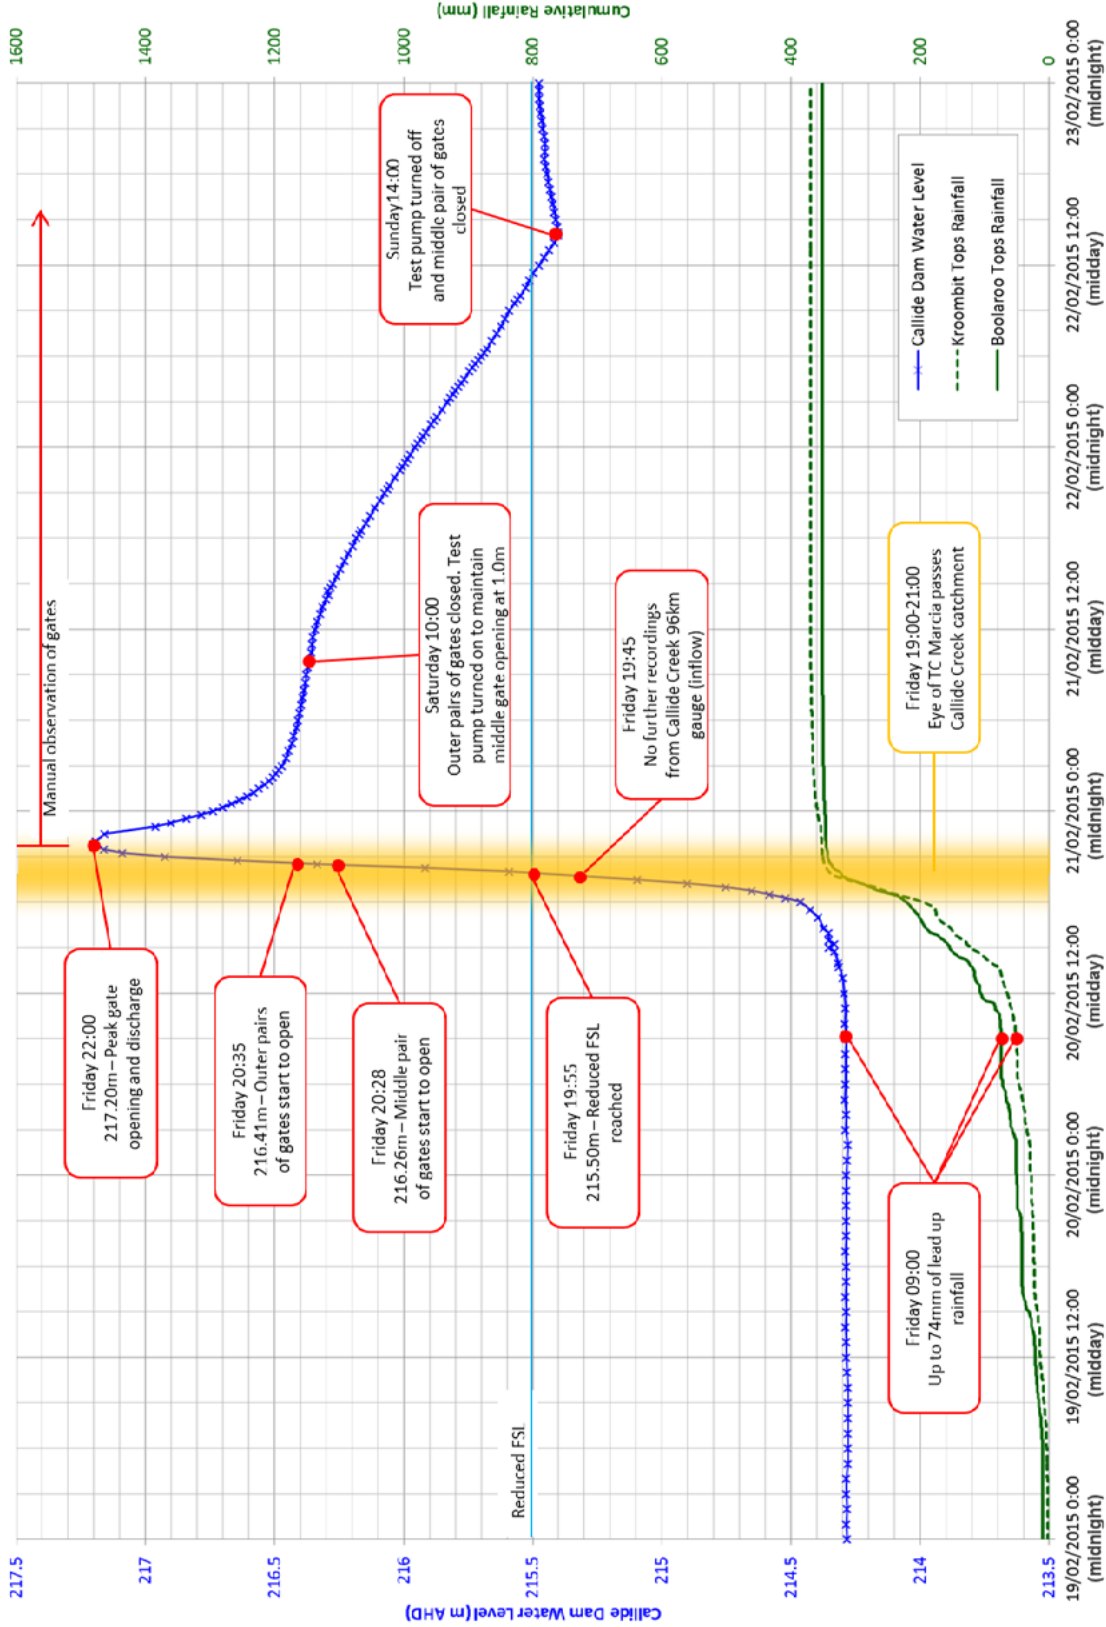 Cumulative Rainfall (mm)
1600
1400
1200
1000
800
600
400
200
0
Manual observation of gates
Friday 22:00
217.20m – Peak gate
opening and discharge
Friday 20:35
216.41m – Outer pairs
of gates start to open
Friday 20:28
216.26m – Middle pair
of gates start to open
Friday 19:55
215.50m – Reduced FSL
reached
Friday 09:00
Up to 74mm of lead up
rainfall
Saturday 10:00
Outer pairs of gates closed. Test
pump turned on to maintain
middle gate opening at 1.0m
Friday 19:45
No further recordings
from Callide Creek 96km
gauge (inflow)
Friday 19:00-21:00
Eye of TC Marcia passes
Callide Creek catchment
Sunday 14:00
Test pump turned off
and middle pair of gates
closed
Reduced FSL
Callide Dam Water Level
Kroombit Tops Rainfall
Boolaroo Tops Rainfall
Callide Dam Water Level (m AHD)
217.5
217
216.5
216
215.5
215
214.5
214
213.5
19/02/2015 0:00
(midnight)
19/02/2015 12:00
(midday)
20/02/2015 0:00
(midnight)
20/02/2015 12:00
(midday)
21/02/2015 0:00
(midnight)
21/02/2015 12:00
(midday)
22/02/2015 0:00
(midnight)
22/02/2015 12:00
(midday)
23/02/2015 0:00
(midnight)